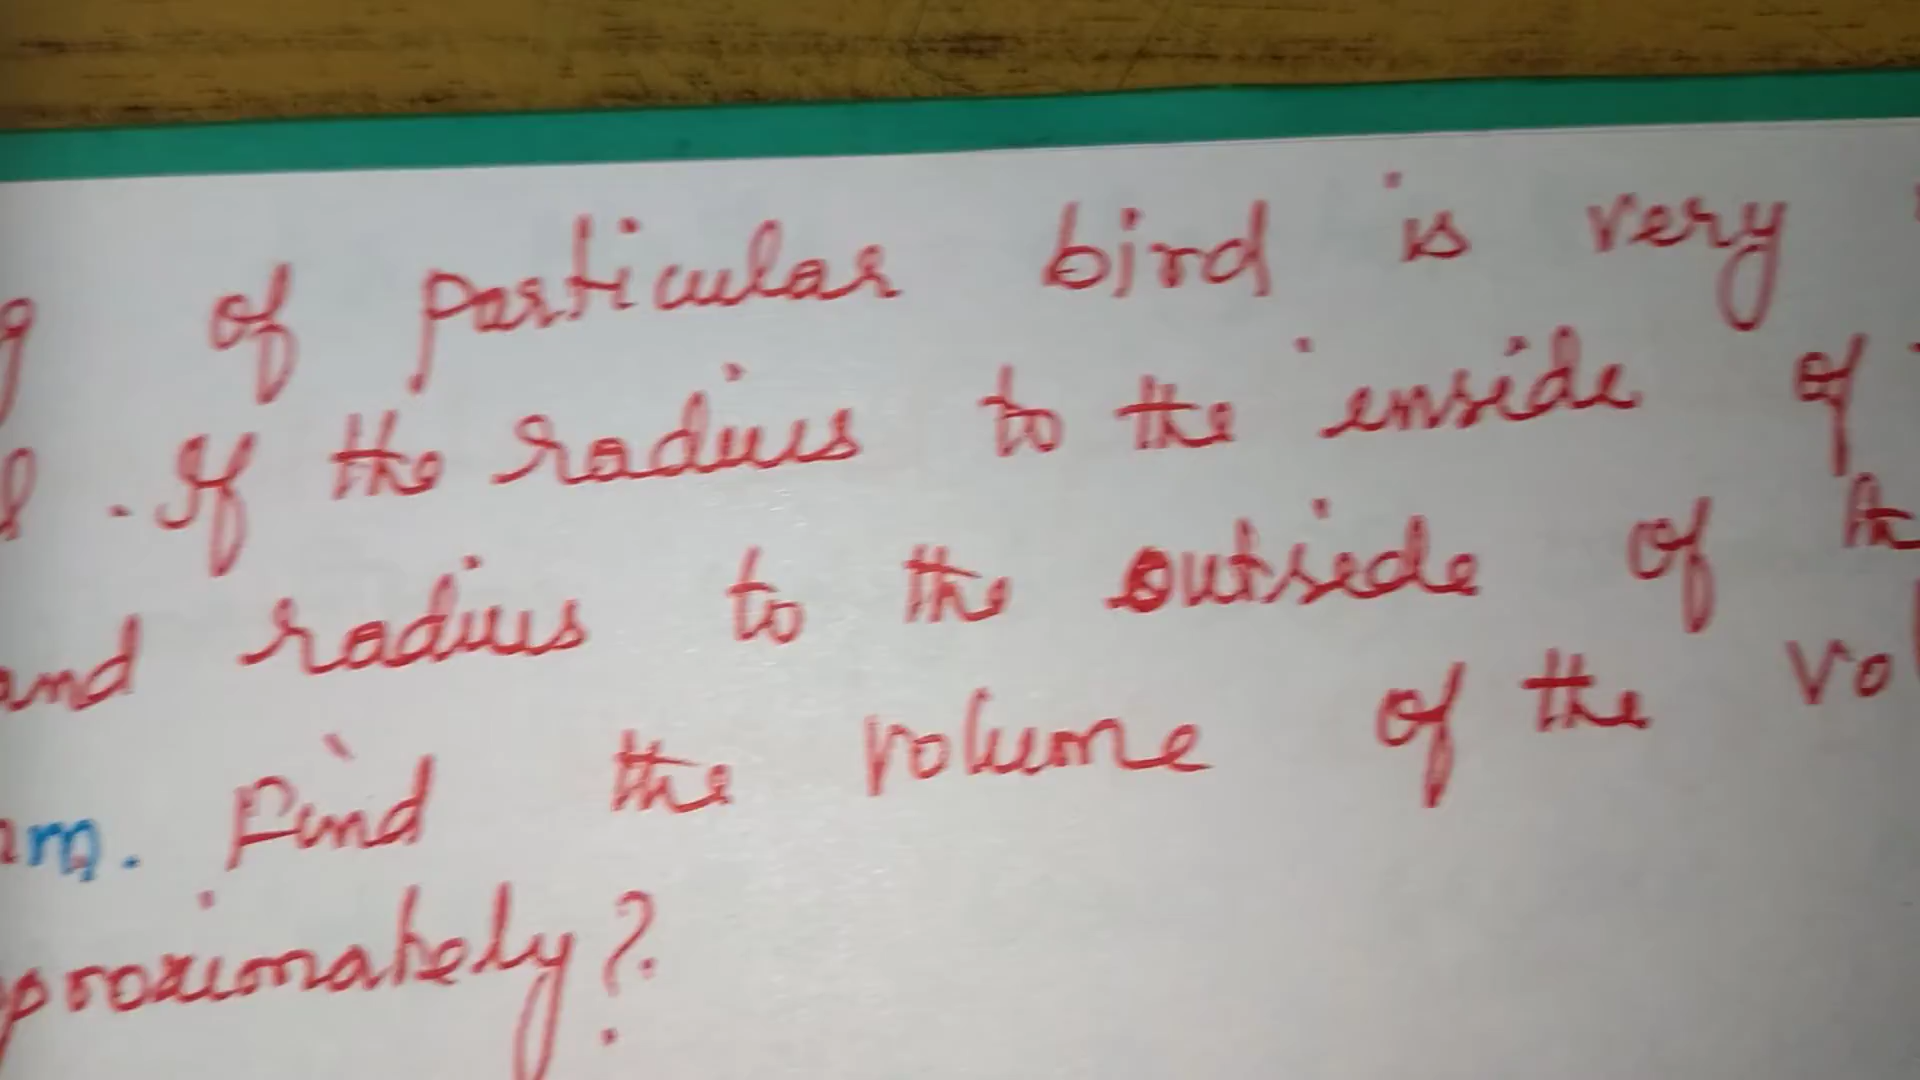 of particular bird is very
. If the radius to the inside of
and radius to the outside of
m. Find the volume of the
proximately?